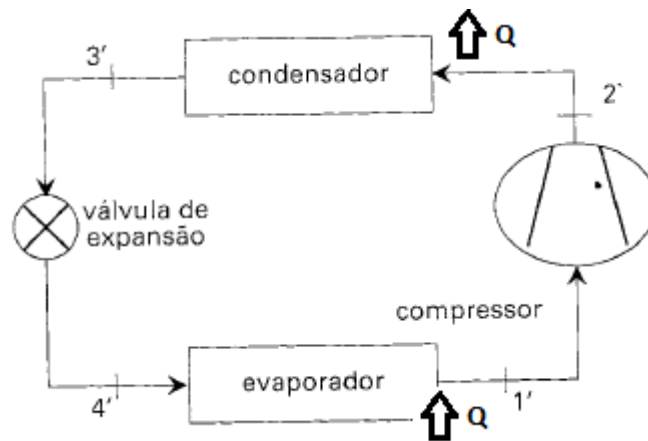 Q
3'
condensador
2`
válvula de
expansão
compressor
evaporador
4'
1'
Q